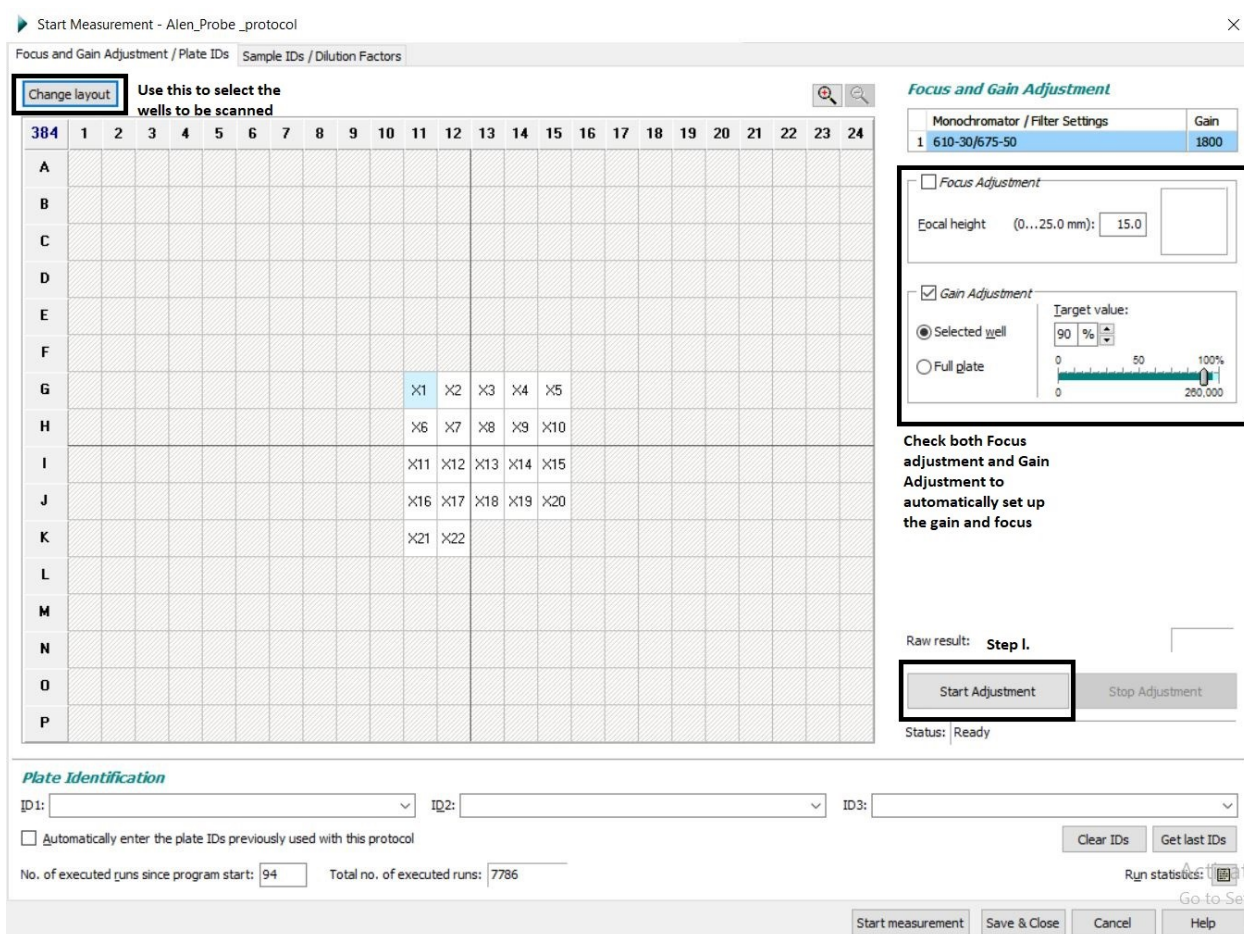 Start Measurement - Alen_Probe _protocol
Focus and Gain Adjustment / Plate IDs Sample IDs / Dilution Factors
Change layout
Use this to select the
wells to be scanned
384 1 2 3 4 5 6 7 8 9 10 11 12 13 14 15 16 17 18 19 20 21 22 23 24
A
B
C
D
E
F
G X1 X2 X3 X4 X5
H X6 X7 X8 X9 X10
I X11 X12 X13 X14 X15
J X16 X17 X18 X19 X20
K X21 X22
L
M
N
O
P
Focus and Gain Adjustment
Monochromator / Filter Settings Gain
1 610-30/675-50 1800
Focus Adjustment
Focal height (0...25.0 mm): 15.0
Gain Adjustment
Selected well
Full plate
Target value:
90 %
0 50 100%
0 260,000
Check both Focus
adjustment and Gain
Adjustment to
automatically set up
the gain and focus
Raw result:
Step l.
Start Adjustment Stop Adjustment
Status: Ready
Plate Identification
ID1: ID2: ID3:
Automatically enter the plate IDs previously used with this protocol
Clear IDs Get last IDs
No. of executed runs since program start: 94 Total no. of executed runs: 7786
Run statistics:
Go to Se
Start measurement Save & Close Cancel Help